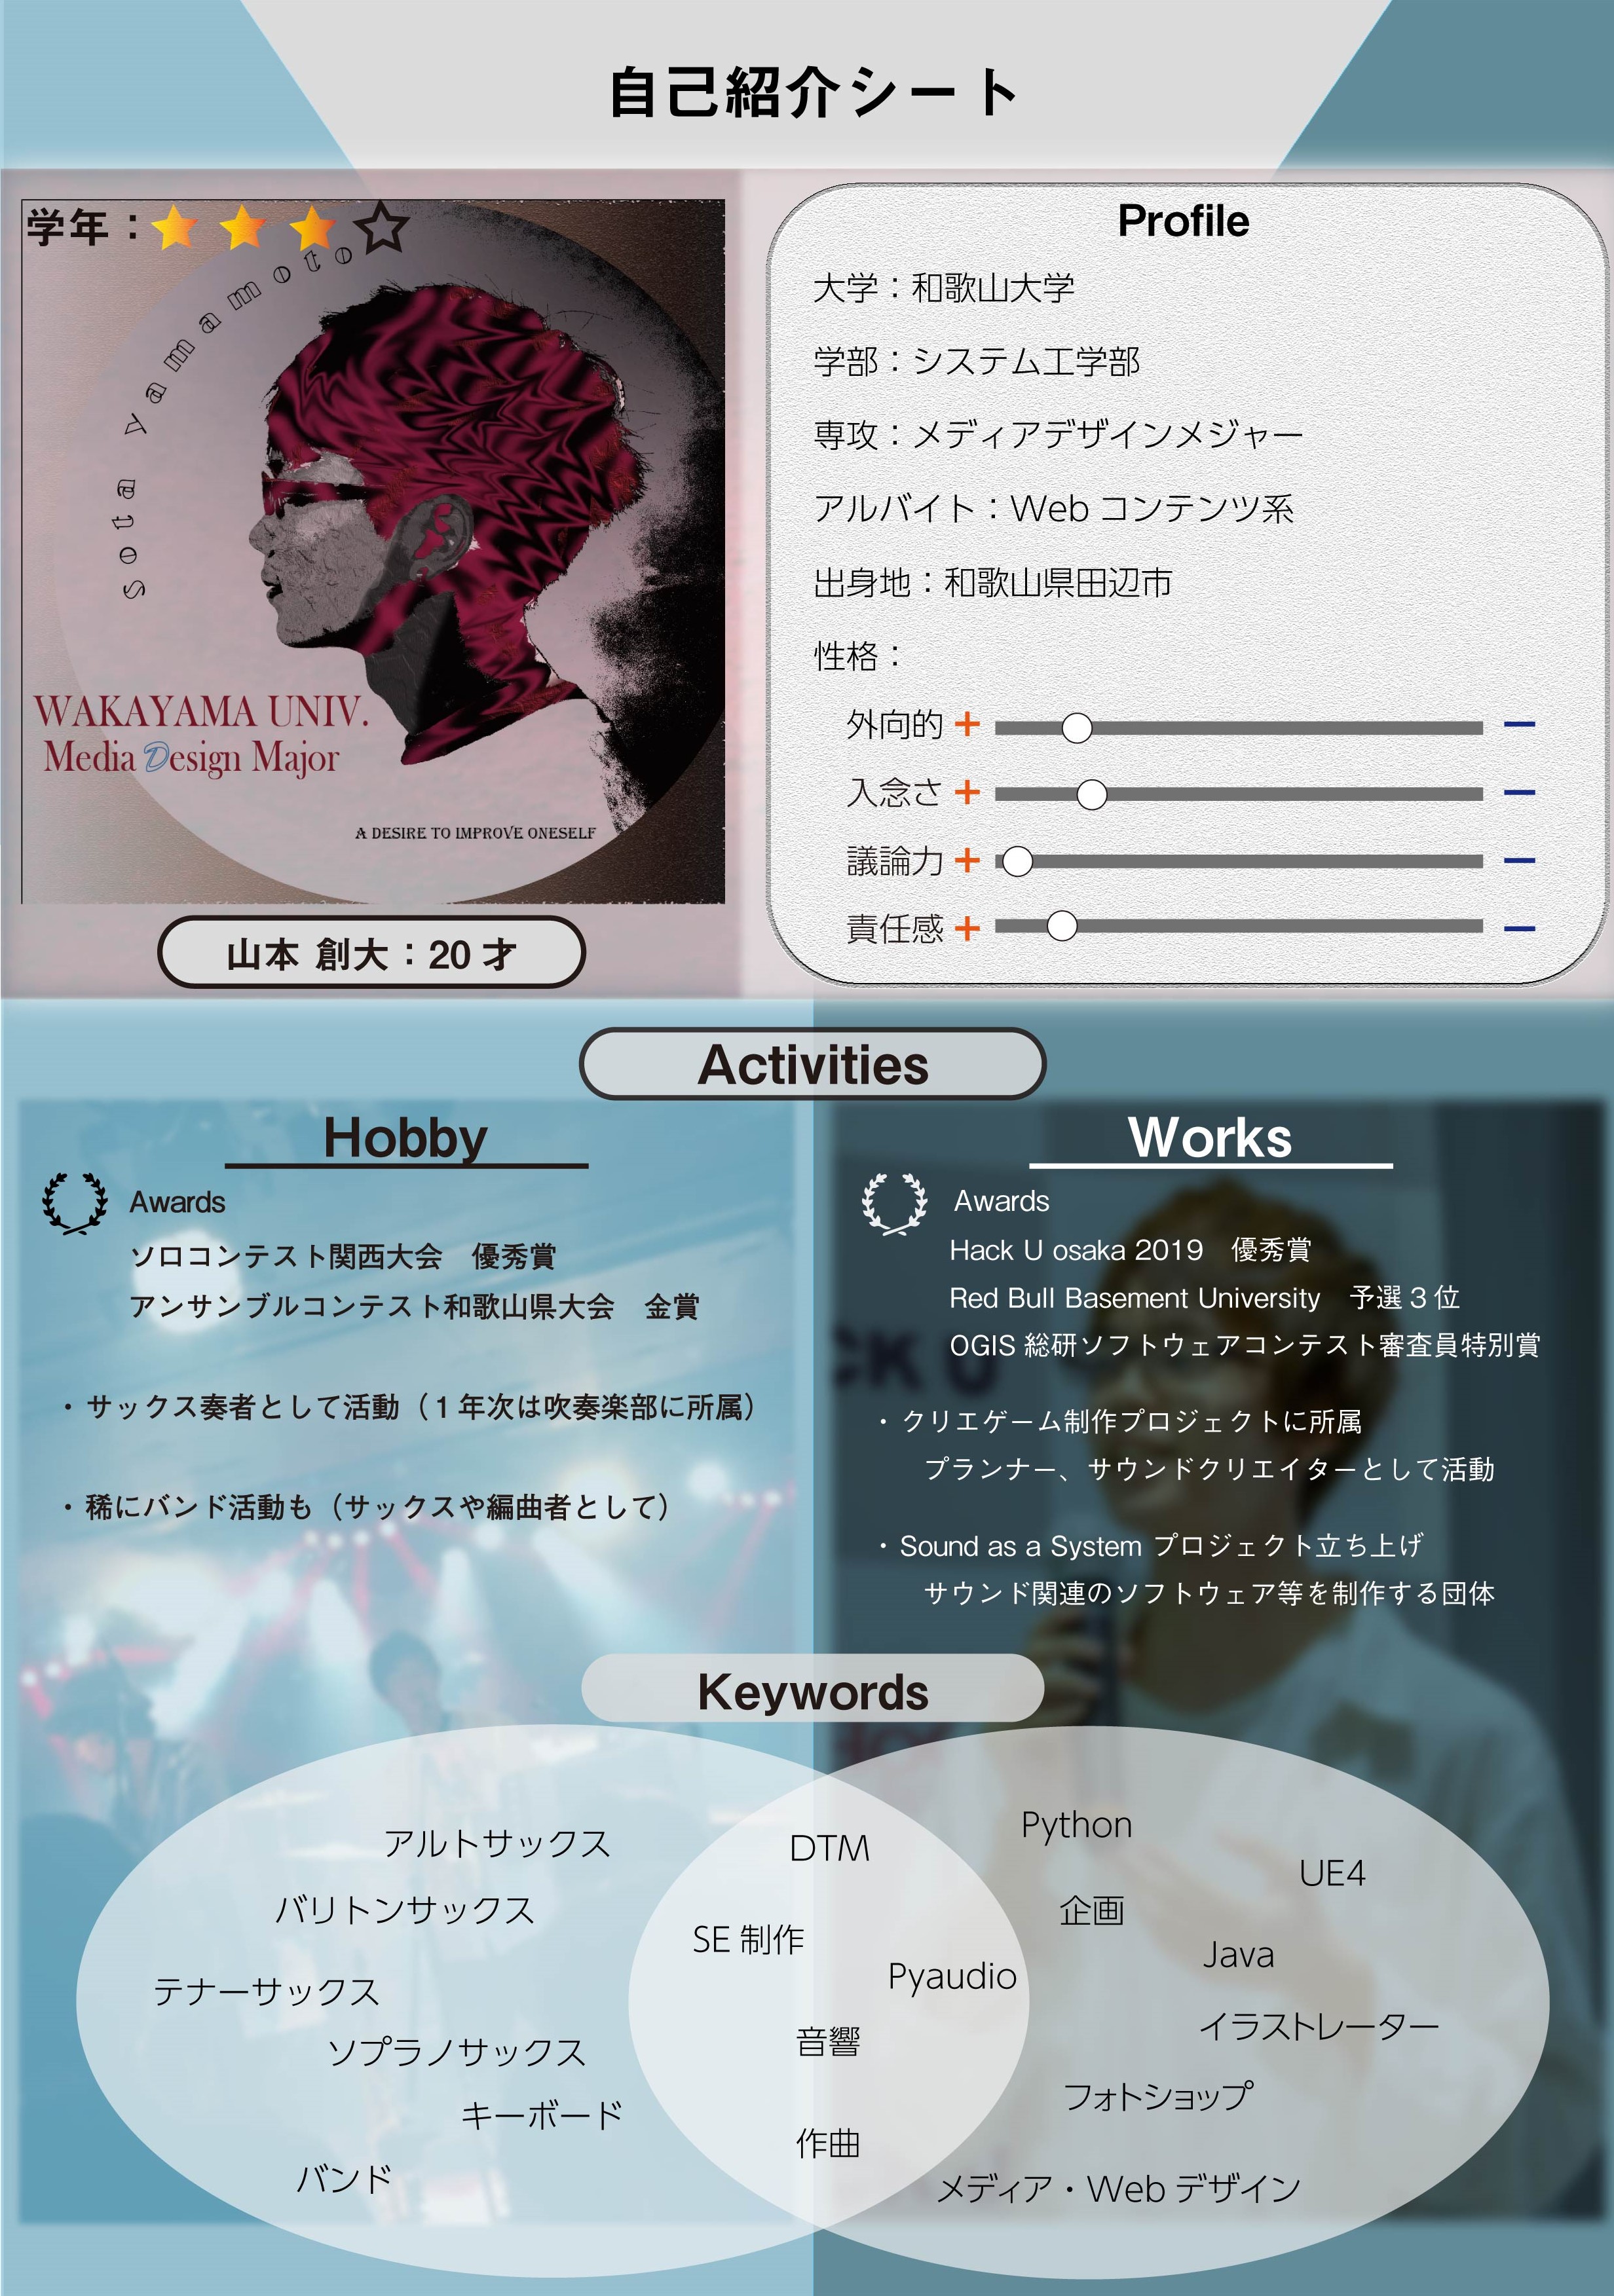 自己紹介シート
学年：★★★☆
Sota Yamamoto
WAKAYAMA UNIV.
Media Design Major
A DESIRE TO IMPROVE ONESELF
山本 創大：20 才
Profile
大学：和歌山大学
学部：システム工学部
専攻：メディアデザインメジャー
アルバイト：Web コンテンツ系
出身地：和歌山県田辺市
性格：
外向的 + −
入念さ + −
議論力 + −
責任感 + −
Activities
Hobby
Awards
ソロコンテスト関西大会　優秀賞
アンサンブルコンテスト和歌山県大会　金賞
・サックス奏者として活動（１年次は吹奏楽部に所属）
・稀にバンド活動も（サックスや編曲者として）
Works
Awards
Hack U osaka 2019　優秀賞
Red Bull Basement University　予選３位
OGIS 総研ソフトウェアコンテスト審査員特別賞
・クリエゲーム制作プロジェクトに所属
プランナー、サウンドクリエイターとして活動
・Sound as a System プロジェクト立ち上げ
サウンド関連のソフトウェア等を制作する団体
CK U
Keywords
アルトサックス
バリトンサックス
テナーサックス
ソプラノサックス
キーボード
バンド
DTM
SE 制作
Pyaudio
音響
作曲
Python
UE4
企画
Java
イラストレーター
フォトショップ
メディア・Web デザイン